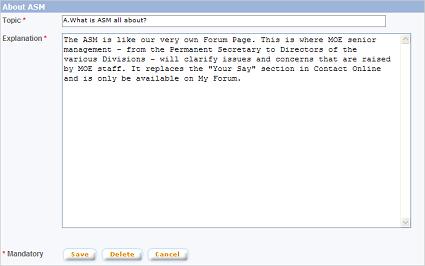 About ASM
Topic *
A.What is ASM all about?
Explanation *
The ASM is like our very own Forum Page. This is where MOE senior
management - from the Permanent Secretary to Directors of the
various Divisions - will clarify issues and concerns that are raised
by MOE staff. It replaces the "Your Say" section in Contact Online
and is only be available on My Forum.
* Mandatory
Save
Delete
Cancel